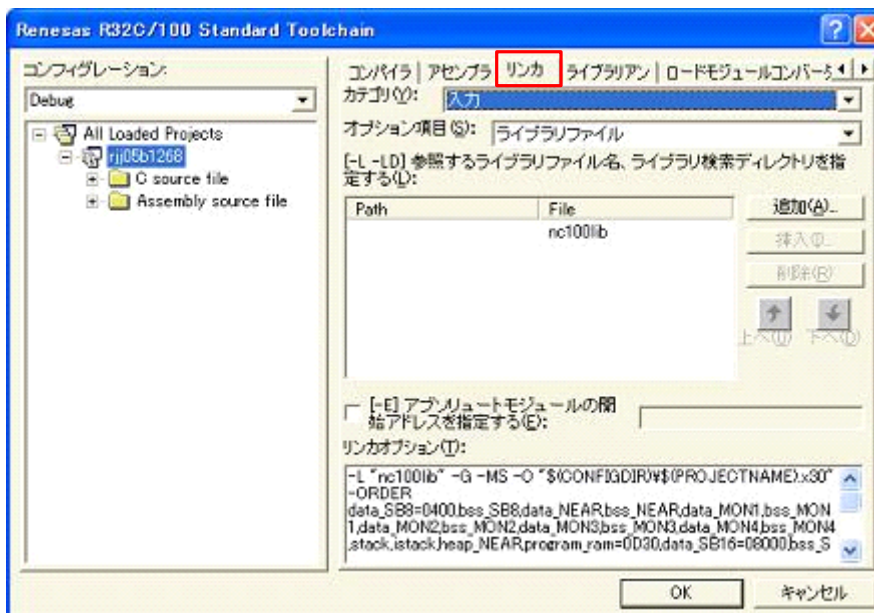 Renesas R32C/100 Standard Toolchain
コンフィグレーション:
Debug
All Loaded Projects
rjj05b1268
C source file
Assembly source file
コンパイラ
アセンブラ
リンカ
ライブラリアン
ロードモジュールコンバータ
カテゴリ(Y):
入力
オプション項目(S):
ライブラリファイル
[-L -LD] 参照するライブラリファイル名、ライブラリ検索ディレクトリを指
定する(L):
Path
File
nc100lib
追加(A)...
挿入(I)...
削除(R)
上へ(U)
下へ(D)
[-E] アブソリュートモジュールの開
始アドレスを指定する(E):
リンカオプション(T):
-L "nc100lib" -G -MS -O "$(CONFIGDIR)¥$(PROJECTNAME).x30"
-ORDER
data_SB8=0400,bss_SB8,data_NEAR,bss_NEAR,data_MON1,bss_MON
1,data_MON2,bss_MON2,data_MON3,bss_MON3,data_MON4,bss_MON4
,stack,istack,heap_NEAR,program_ram=0D30,data_SB16=08000,bss_S
OK
キャンセル